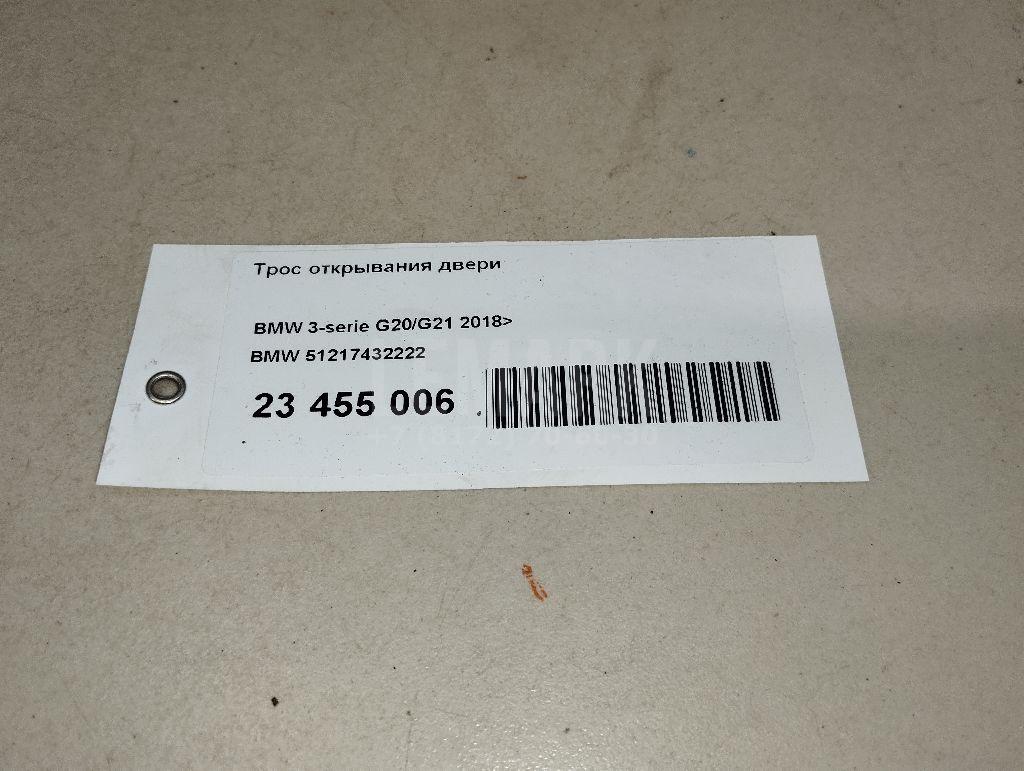 Трос открывания двери
BMW 3-serie G20/G21 2018>
BMW 51217432222
23 455 006